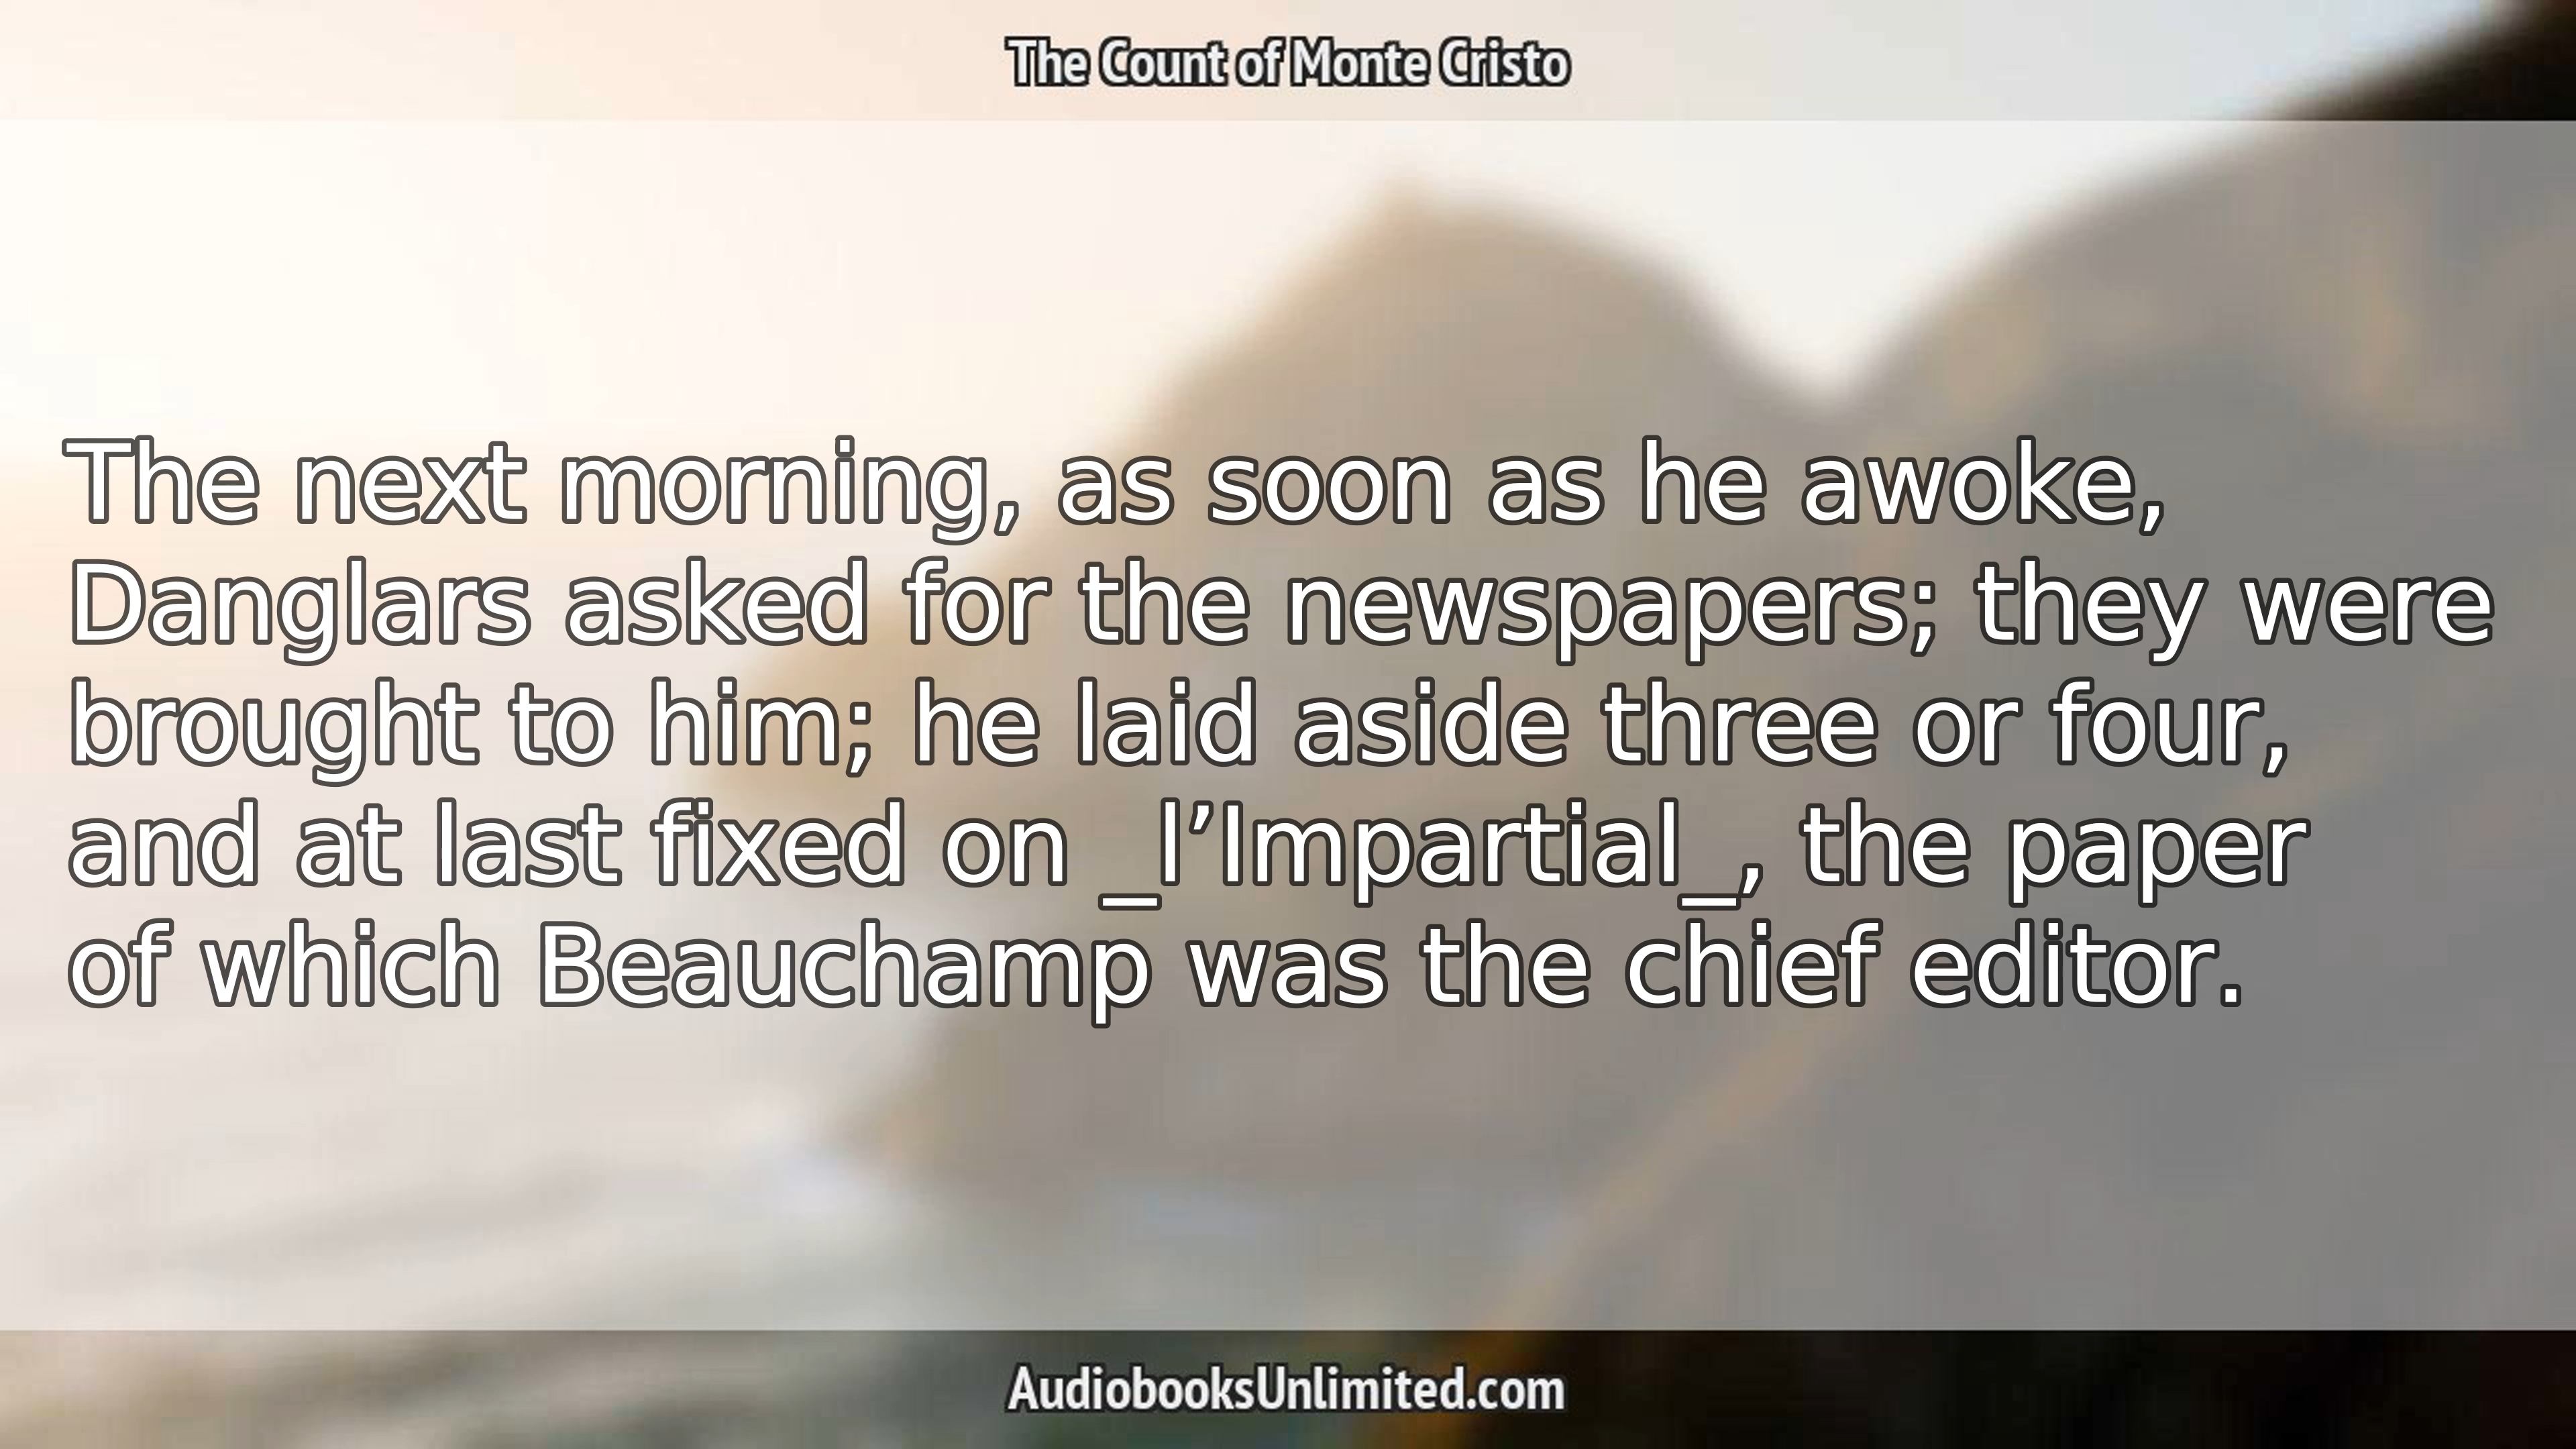 The Count of Monte Cristo
The next morning, as soon as he awoke,
Danglars asked for the newspapers; they were
brought to him; he laid aside three or four,
and at last fixed on _l’Impartial_, the paper
of which Beauchamp was the chief editor.
AudiobooksUnlimited.com